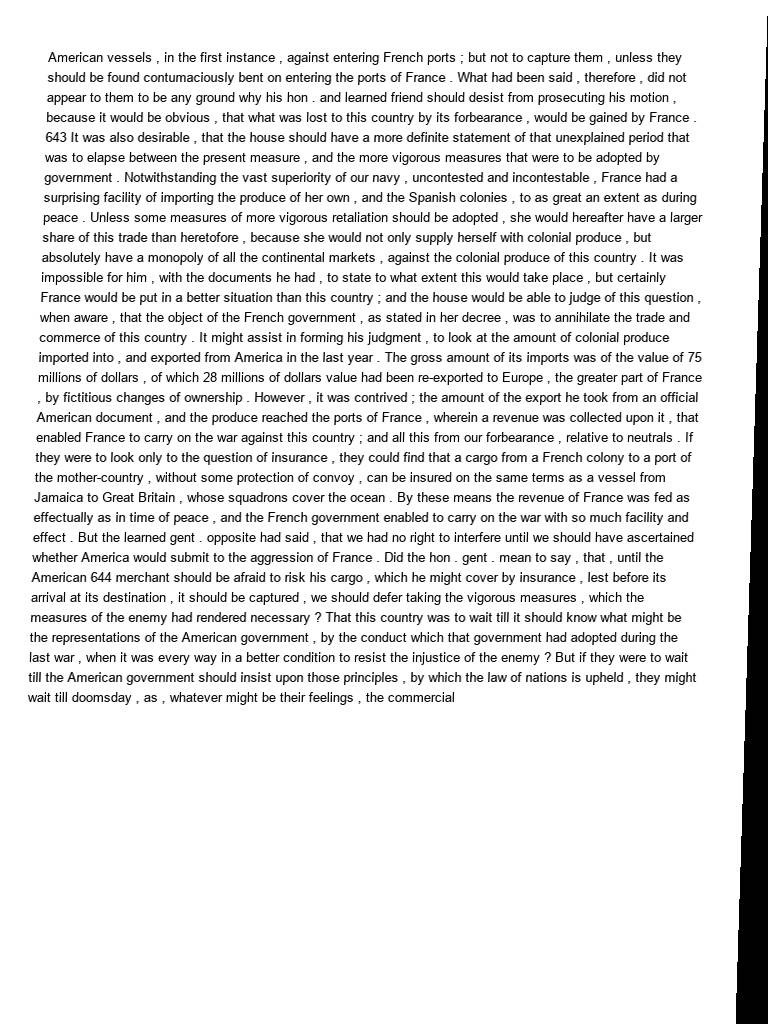 American vessels , in the first instance , against entering French ports ; but not to capture them , unless they
should be found contumaciously bent on entering the ports of France . What had been said , therefore , did not
appear to them to be any ground why his hon . and learned friend should desist from prosecuting his motion ,
because it would be obvious , that what was lost to this country by its forbearance , would be gained by France .
643 It was also desirable , that the house should have a more definite statement of that unexplained period that
was to elapse between the present measure , and the more vigorous measures that were to be adopted by
government . Notwithstanding the vast superiority of our navy , uncontested and incontestable , France had a
surprising facility of importing the produce of her own , and the Spanish colonies , to as great an extent as during
peace . Unless some measures of more vigorous retaliation should be adopted , she would hereafter have a larger
share of this trade than heretofore , because she would not only supply herself with colonial produce , but
absolutely have a monopoly of all the continental markets , against the colonial produce of this country . It was
impossible for him , with the documents he had , to state to what extent this would take place , but certainly
France would be put in a better situation than this country ; and the house would be able to judge of this question ,
when aware , that the object of the French government , as stated in her decree , was to annihilate the trade and
commerce of this country . It might assist in forming his judgment , to look at the amount of colonial produce
imported into , and exported from America in the last year . The gross amount of its imports was of the value of 75
millions of dollars , of which 28 millions of dollars value had been re-exported to Europe , the greater part of France
, by fictitious changes of ownership . However , it was contrived ; the amount of the export he took from an official
American document , and the produce reached the ports of France , wherein a revenue was collected upon it , that
enabled France to carry on the war against this country ; and all this from our forbearance , relative to neutrals . If
they were to look only to the question of insurance , they could find that a cargo from a French colony to a port of
the mother-country , without some protection of convoy , can be insured on the same terms as a vessel from
Jamaica to Great Britain , whose squadrons cover the ocean . By these means the revenue of France was fed as
effectually as in time of peace , and the French government enabled to carry on the war with so much facility and
effect . But the learned gent . opposite had said , that we had no right to interfere until we should have ascertained
whether America would submit to the aggression of France . Did the hon . gent . mean to say , that , until the
American 644 merchant should be afraid to risk his cargo , which he might cover by insurance , lest before its
arrival at its destination , it should be captured , we should defer taking the vigorous measures , which the
measures of the enemy had rendered necessary ? That this country was to wait till it should know what might be
the representations of the American government , by the conduct which that government had adopted during the
last war , when it was every way in a better condition to resist the injustice of the enemy ? But if they were to wait
till the American government should insist upon those principles , by which the law of nations is upheld , they might
wait till doomsday , as , whatever might be their feelings , the commercial